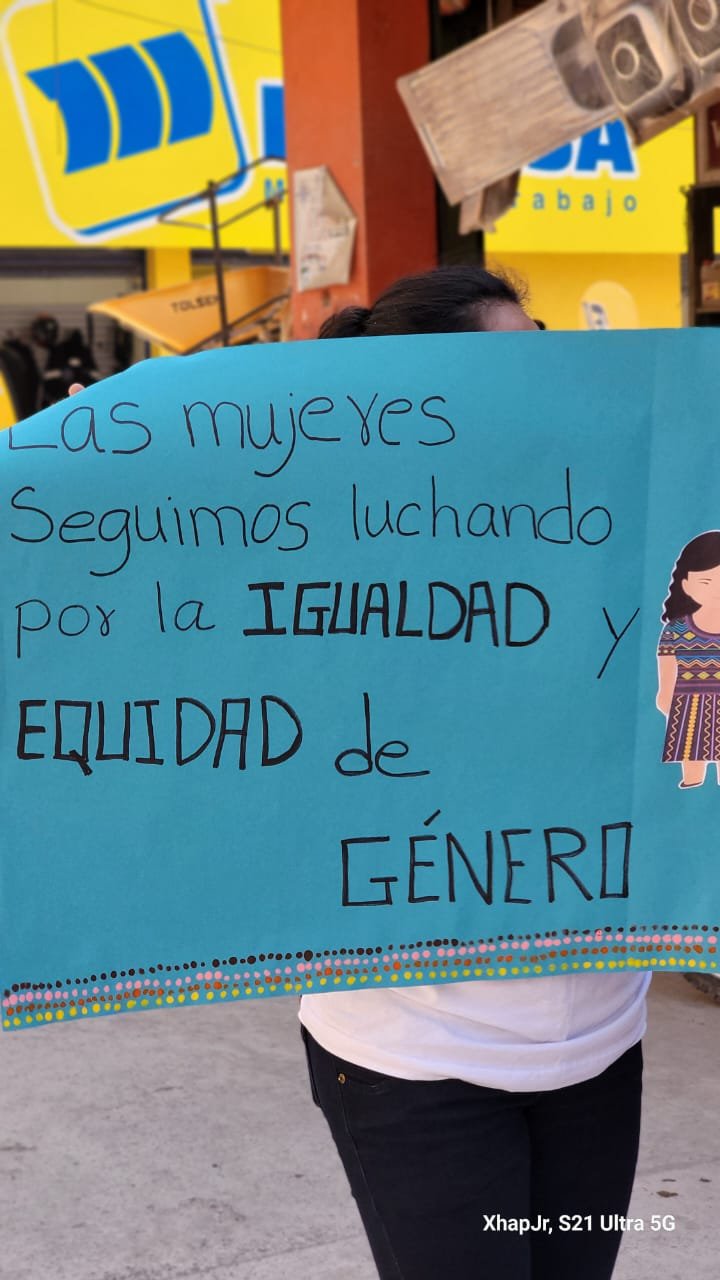 TOLSEN
abajo
Las mujeres
Seguimos luchando
por la IGUALDAD y
EQUIDAD de
GÉNERO
XhapJr, S21 Ultra 5G